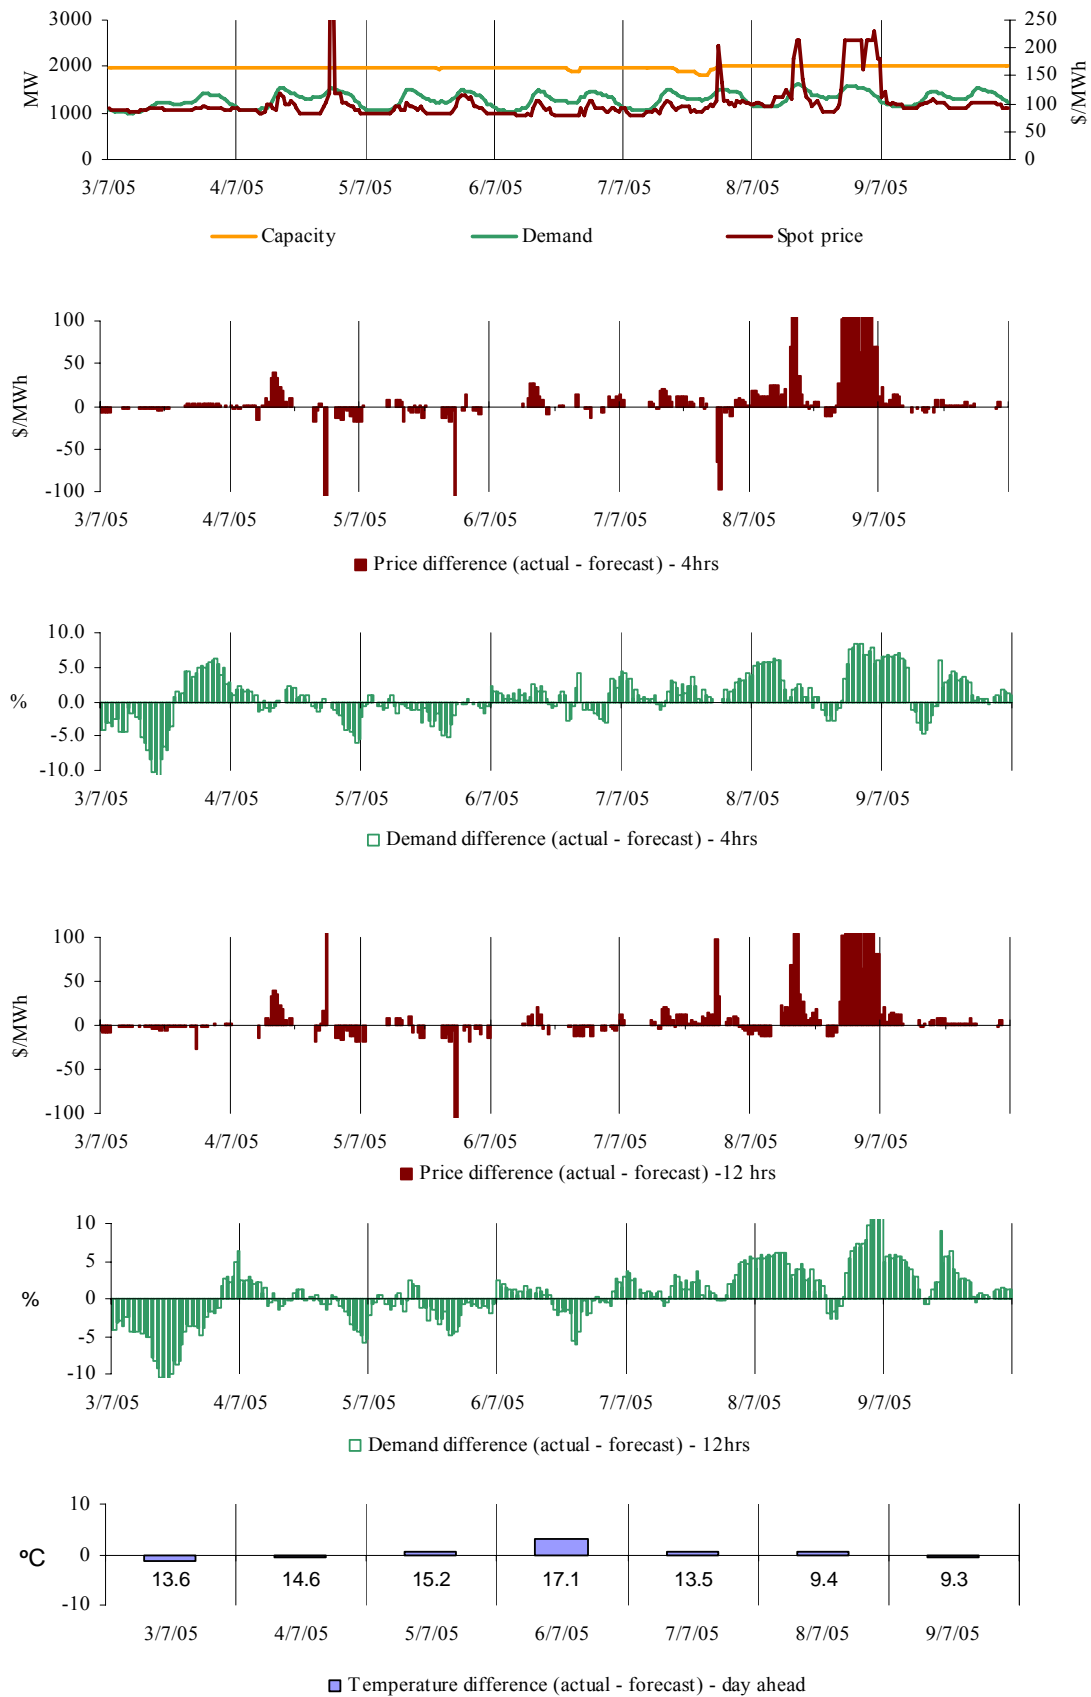 3000
250
200
2000
150
MW
$/MWh
100
1000
50
0
0
3/7/05 4/7/05 5/7/05 6/7/05 7/7/05 8/7/05 9/7/05
Capacity Demand Spot price
100
50
$/MWh
0
-50
-100
3/7/05 4/7/05 5/7/05 6/7/05 7/7/05 8/7/05 9/7/05
Price difference (actual - forecast) - 4hrs
10.0
5.0
%
0.0
-5.0
-10.0
3/7/05 4/7/05 5/7/05 6/7/05 7/7/05 8/7/05 9/7/05
Demand difference (actual - forecast) - 4hrs
100
50
$/MWh
0
-50
-100
3/7/05 4/7/05 5/7/05 6/7/05 7/7/05 8/7/05 9/7/05
Price difference (actual - forecast) -12 hrs
10
5
%
0
-5
-10
3/7/05 4/7/05 5/7/05 6/7/05 7/7/05 8/7/05 9/7/05
Demand difference (actual - forecast) - 12hrs
10
ºC
0
13.6 14.6 15.2 17.1 13.5 9.4 9.3
-10
3/7/05 4/7/05 5/7/05 6/7/05 7/7/05 8/7/05 9/7/05
Temperature difference (actual - forecast) - day ahead